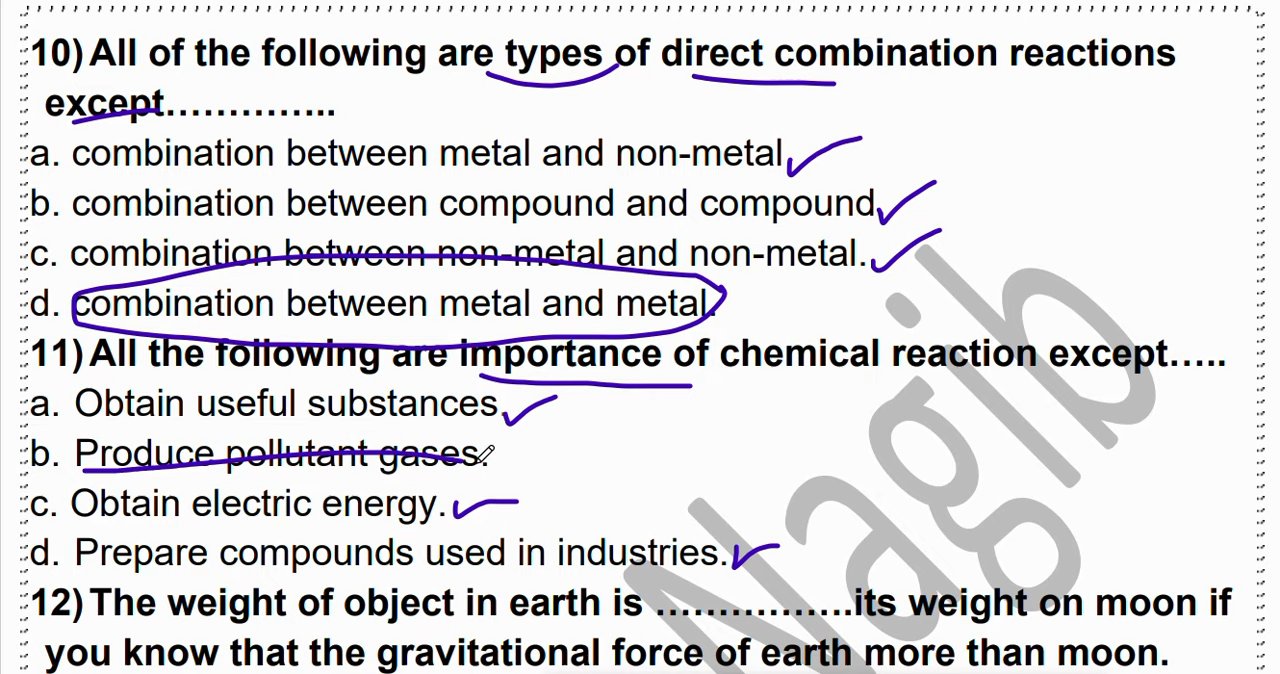 10) All of the following are types of direct combination reactions
except…………..
a. combination between metal and non-metal
b. combination between compound and compound
c. combination between non-metal and non-metal.
d. combination between metal and metal.
11) All the following are importance of chemical reaction except…..
a. Obtain useful substances.
b. Produce pollutant gases.
c. Obtain electric energy.
d. Prepare compounds used in industries.
12) The weight of object in earth is …………….its weight on moon if
you know that the gravitational force of earth more than moon.
Nagib